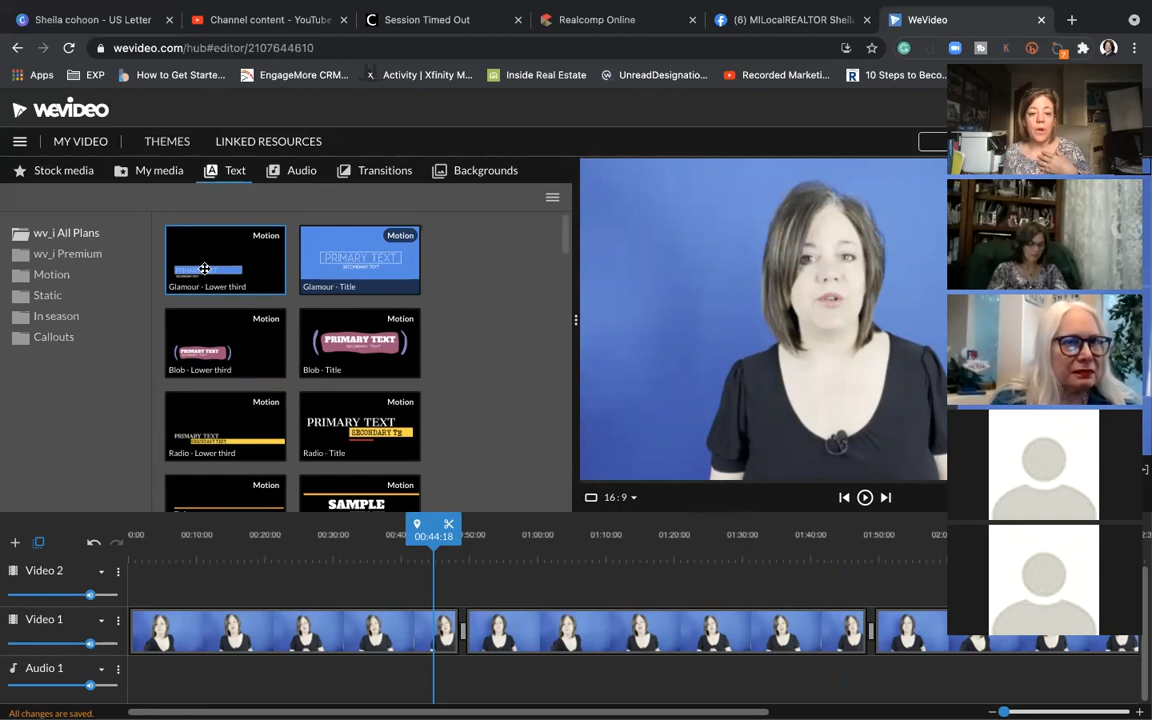 Sheila cohoon - US Letter
Channel content - YouTube
Session Timed Out
Realcomp Online
(6) MILocalREALTOR Sheila
WeVideo
wevideo.com/hub#editor/2107644610
Apps
EXP
How to Get Starte...
EngageMore CRM...
Activity | Xfinity M...
Inside Real Estate
UnreadDesignatio...
Recorded Marketi...
10 Steps to Beco...
wevideo
MY VIDEO
THEMES
LINKED RESOURCES
Stock media
My media
Text
Audio
Transitions
Backgrounds
wv_i All Plans
wv_i Premium
Motion
Static
In season
Callouts
Motion
Glamour - Lower third
Motion
PRIMARY TEXT
SECONDARY TEXT
Glamour - Title
Motion
PRIMARY TEXT
Blob - Lower third
Motion
PRIMARY TEXT
Blob - Title
Motion
PRIMARY TEXT
Radio - Lower third
Motion
PRIMARY TEXT
SECONDARY TE
Radio - Title
Motion
Motion
SAMPLE
16:9
00:44:18
0:00
00:10:00
00:20:00
00:30:00
00:4
50:00
01:00:00
01:10:00
01:20:00
01:30:00
01:40:00
01:50:00
02:0
Video 2
Video 1
Audio 1
All changes are saved.